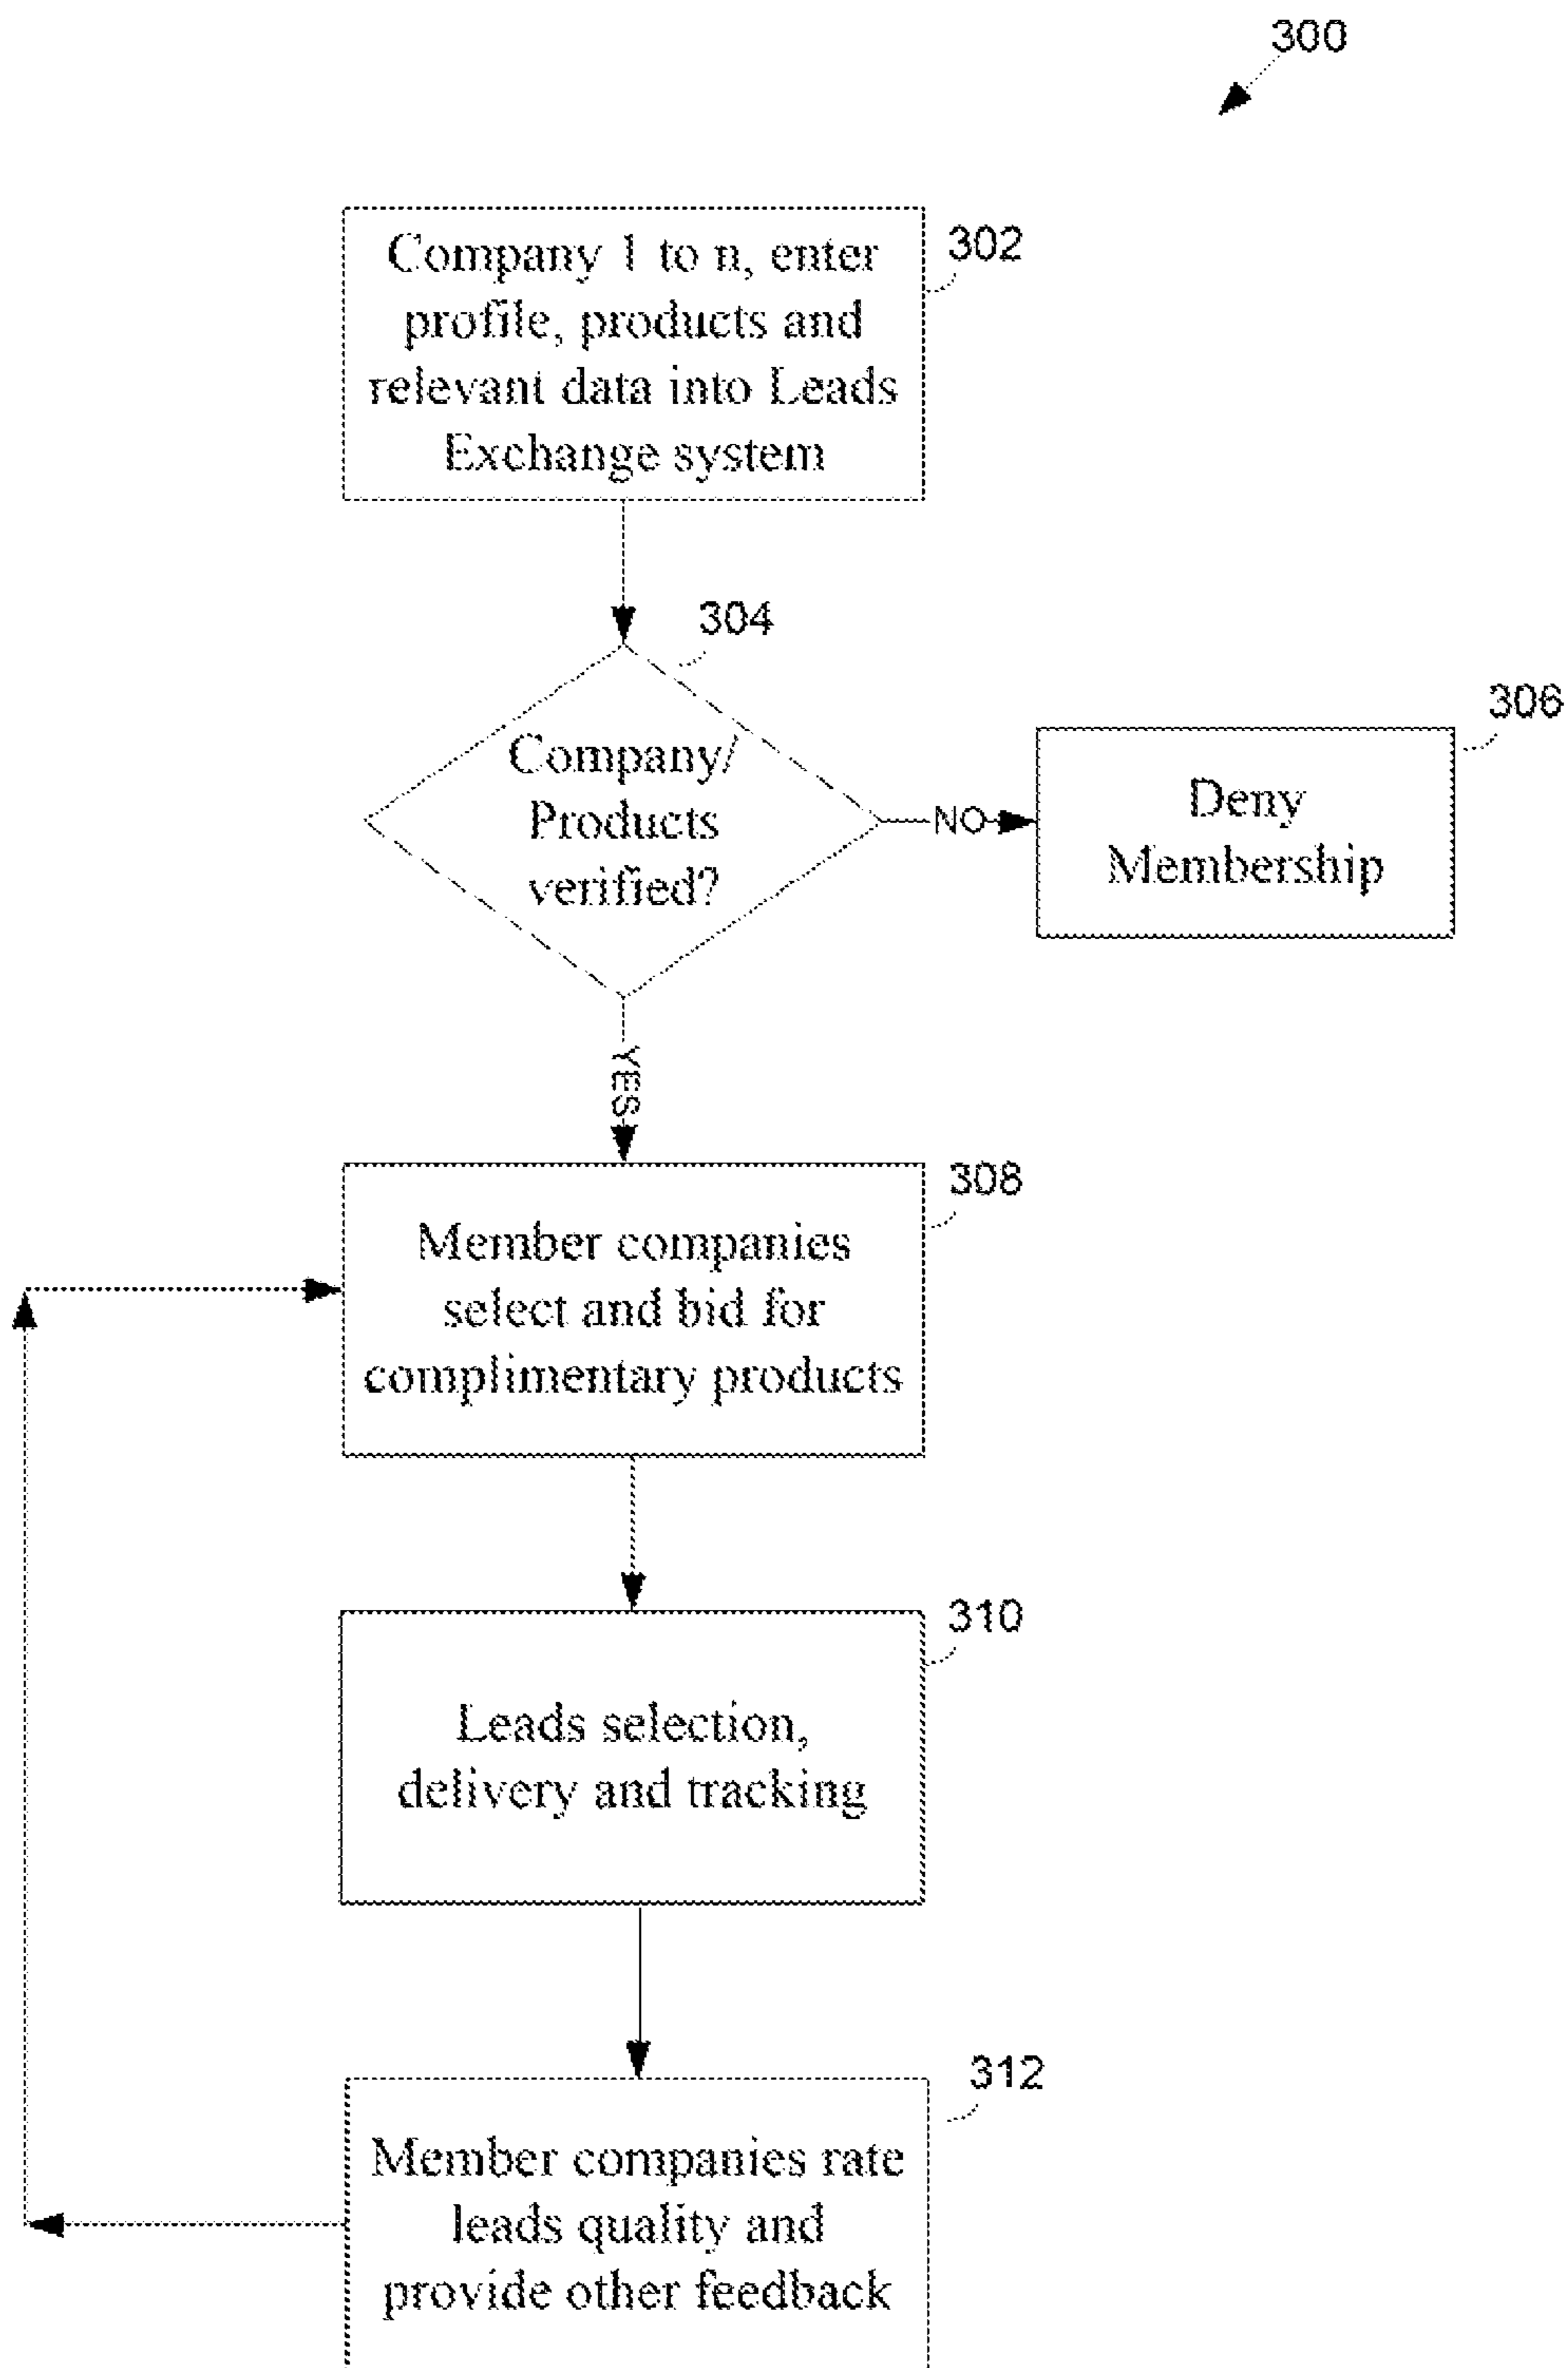 300
Company 1 to n, enter
profile, products and
relevant data into Leads
Exchange system
302
304
Company/
Products
verified?
NO
306
Deny
Membership
YES
308
Member companies
select and bid for
complimentary products
310
Leads selection,
delivery and tracking
312
Member companies rate
leads quality and
provide other feedback